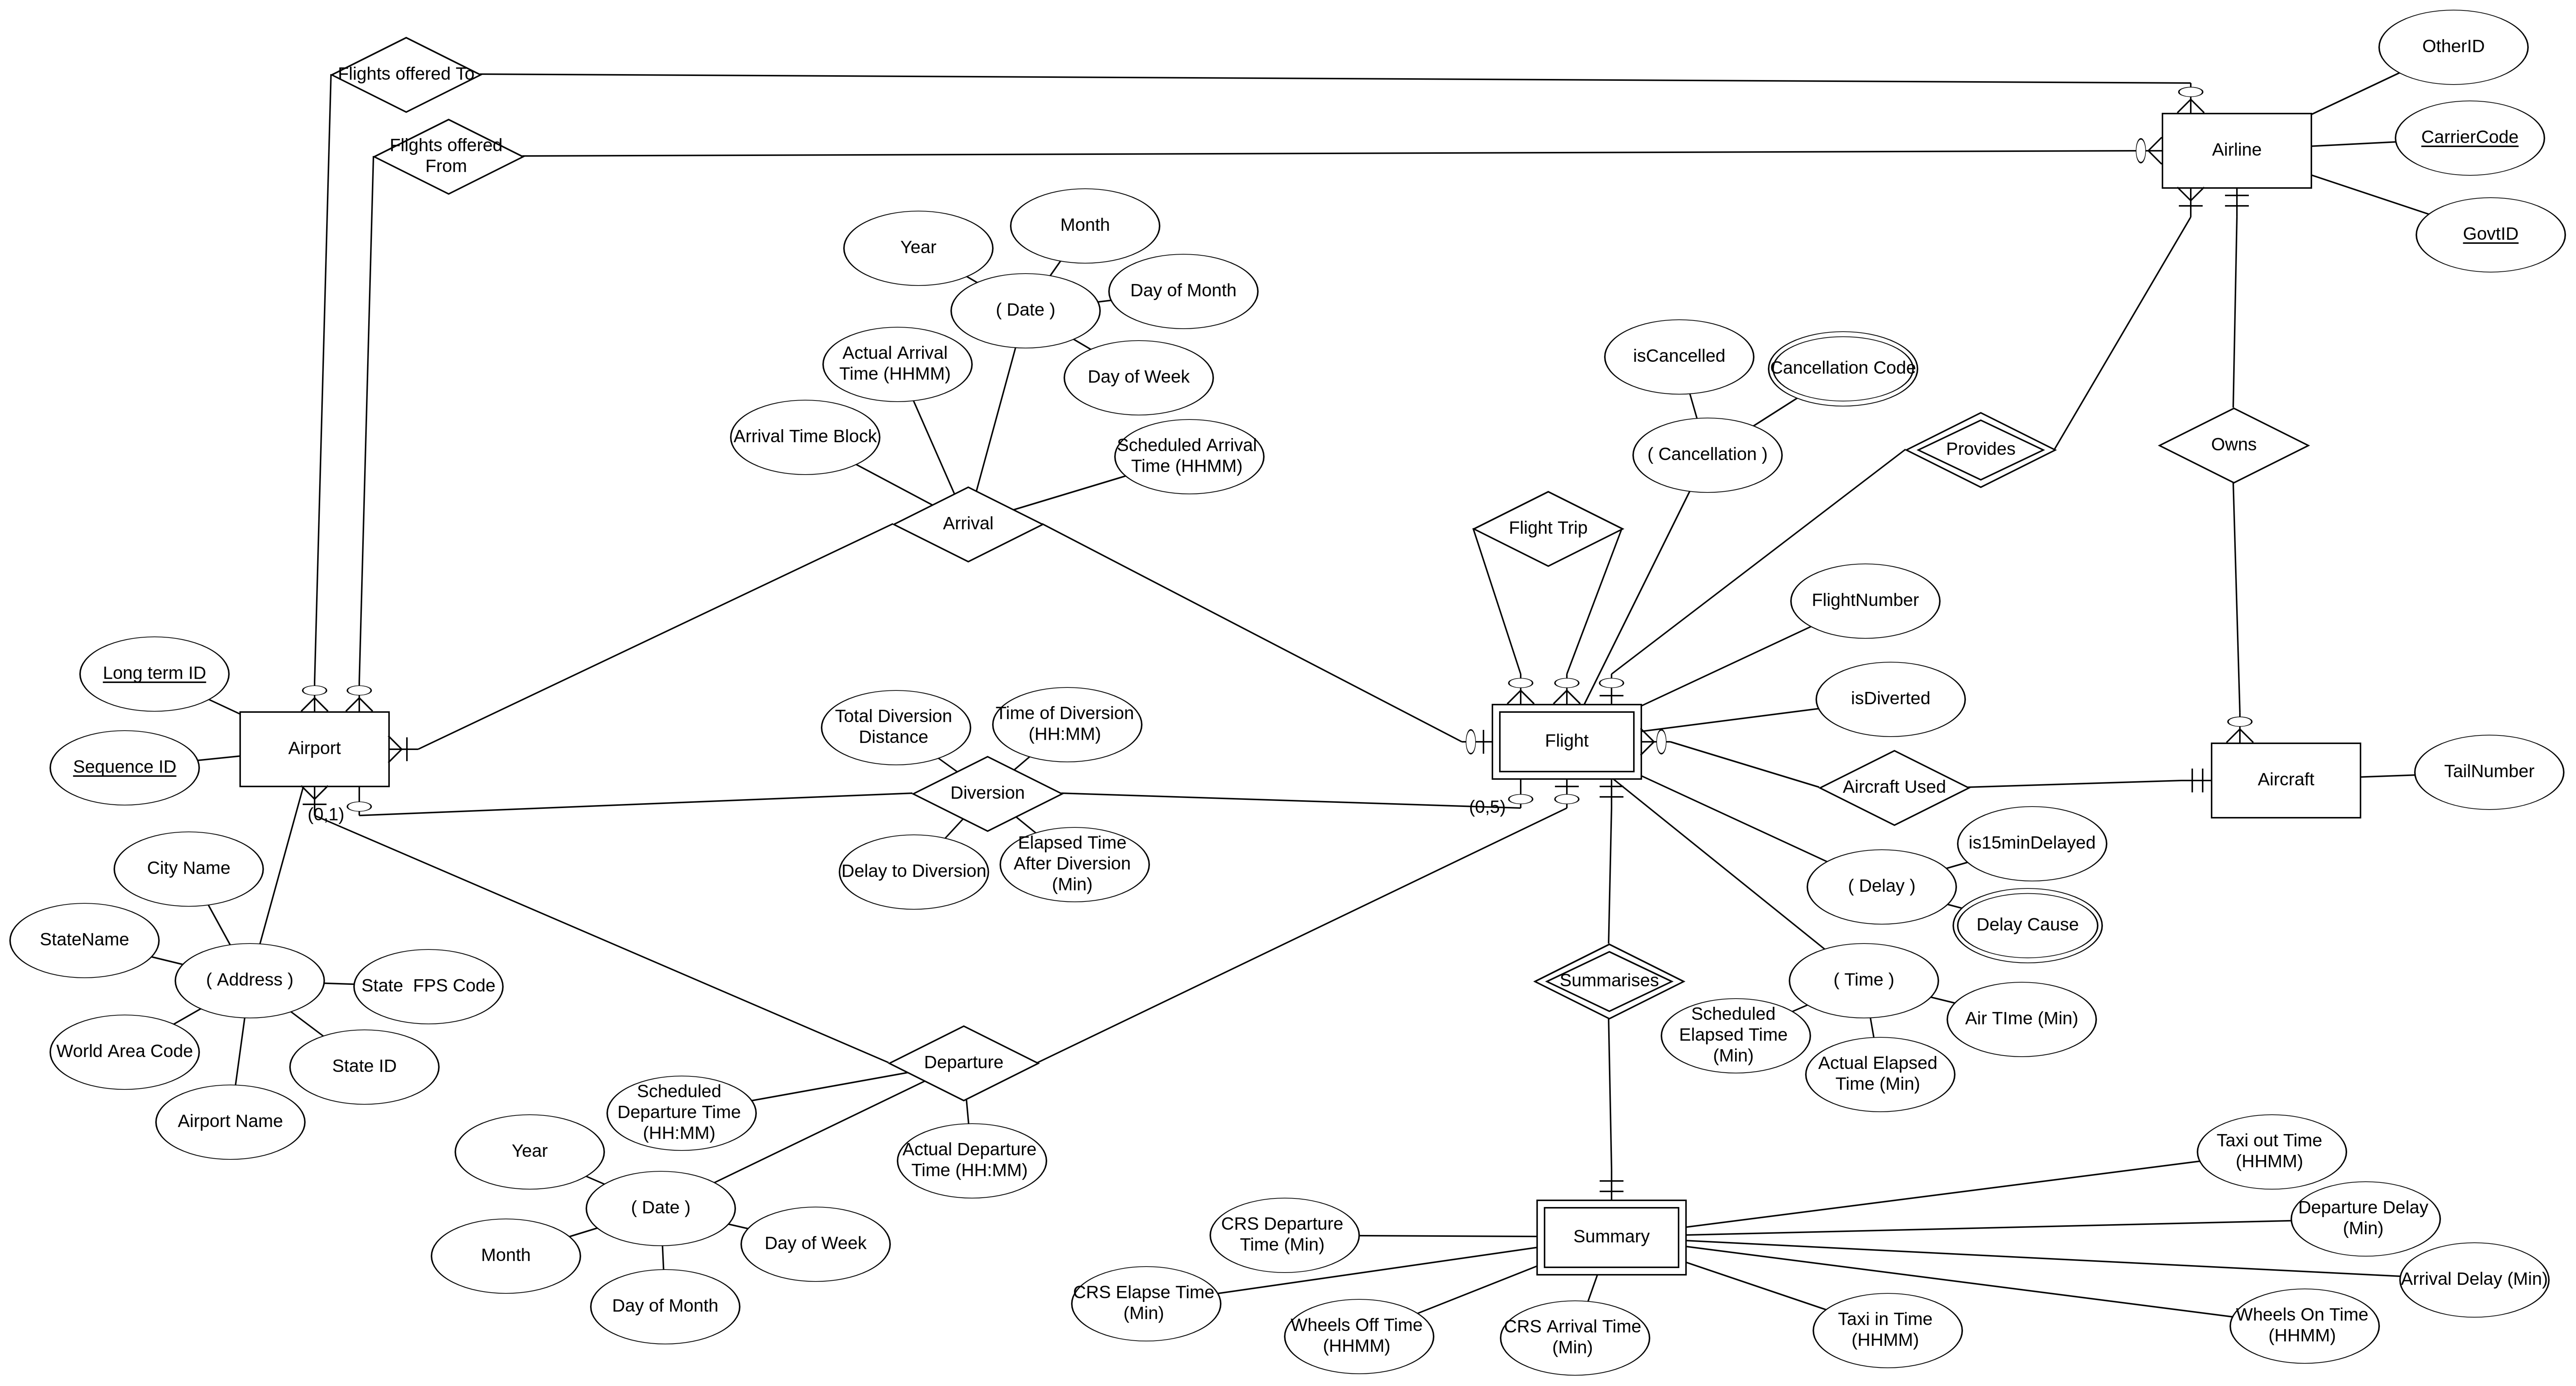 OtherID
Flights offered To
CarrierCode
Airline
Flights offered
From
GovtID
Month
Year
Day of Month
( Date )
Actual Arrival
Time (HHMM)
isCancelled
Cancellation Code
Day of Week
Arrival Time Block
Scheduled Arrival
Time (HHMM)
( Cancellation )
Provides
Owns
Arrival
Flight Trip
FlightNumber
Long term ID
isDiverted
Total Diversion
Distance
Time of Diversion
(HH:MM)
Airport
Flight
Sequence ID
Aircraft
TailNumber
Diversion
Aircraft Used
(0,1)
(0,5)
City Name
Delay to Diversion
Elapsed Time
After Diversion
(Min)
is15minDelayed
( Delay )
Delay Cause
StateName
( Address )
State  FPS Code
Summarises
( Time )
World Area Code
State ID
Scheduled
Elapsed Time
(Min)
Air TIme (Min)
Departure
Actual Elapsed
Time (Min)
Airport Name
Scheduled
Departure Time
(HH:MM)
Year
Actual Departure
Time (HH:MM)
Taxi out Time
(HHMM)
( Date )
Departure Delay
(Min)
Month
Day of Week
CRS Departure
Time (Min)
Summary
Arrival Delay (Min)
Day of Month
CRS Elapse Time
(Min)
Wheels Off Time
(HHMM)
CRS Arrival Time
(Min)
Taxi in Time
(HHMM)
Wheels On Time
(HHMM)